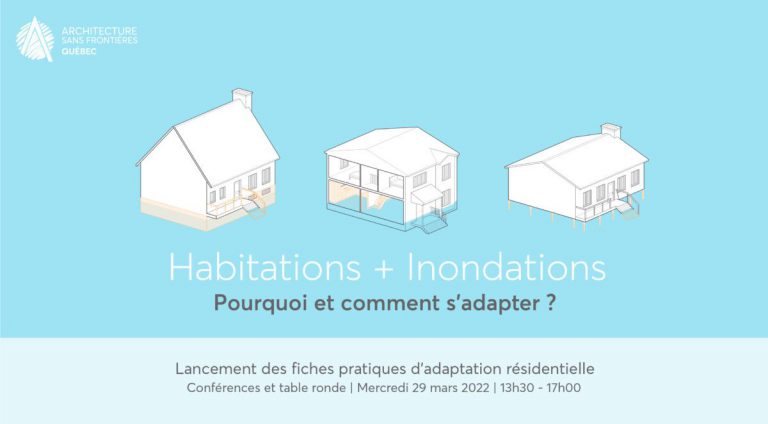 ARCHITECTURE
SANS FRONTIÈRES
QUÉBEC
Habitations + Inondations
Pourquoi et comment s'adapter ?
Lancement des fiches pratiques d'adaptation résidentielle
Conférences et table ronde | Mercredi 29 mars 2022 | 13h30 - 17h00